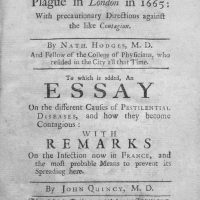 Plague in London in 1665:
With precautionary Directions against
the like Contagion.
By NATH. HODGES, M. D.
And Fellow of the College of Physicians, who
resided in the City all that Time.
To which is added, An
ESSAY
On the different Causes of PESTILENTIAL
DISEASES, and how they become
Contagious:
WITH
REMARKS
On the Infection now in FRANCE, and
the most probable Means to prevent its
Spreading here.
By JOHN QUINCY, M. D.